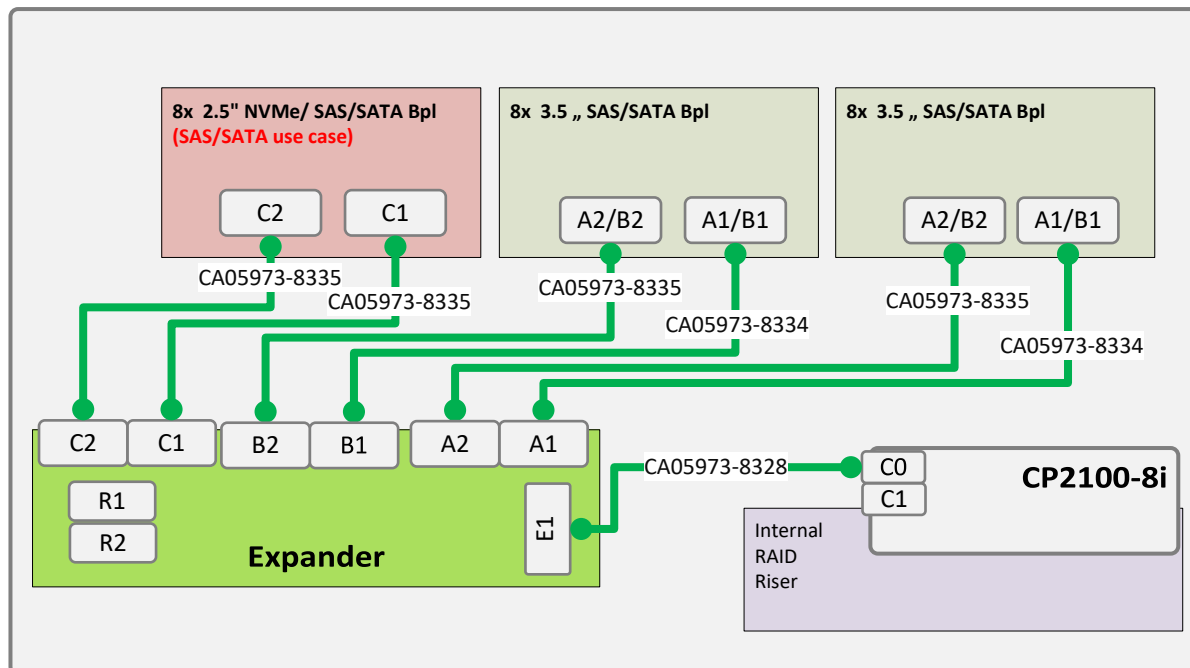 8x 2.5" NVMe/ SAS/SATA Bpl
(SAS/SATA use case)
C2
C1
8x 3.5 „ SAS/SATA Bpl
A2/B2
A1/B1
8x 3.5 „ SAS/SATA Bpl
A2/B2
A1/B1
CA05973-8335
CA05973-8335
CA05973-8335
CA05973-8334
CA05973-8335
CA05973-8334
C2
C1
B2
B1
A2
A1
R1
R2
Expander
E1
CA05973-8328
C0
C1
CP2100-8i
Internal
RAID
Riser